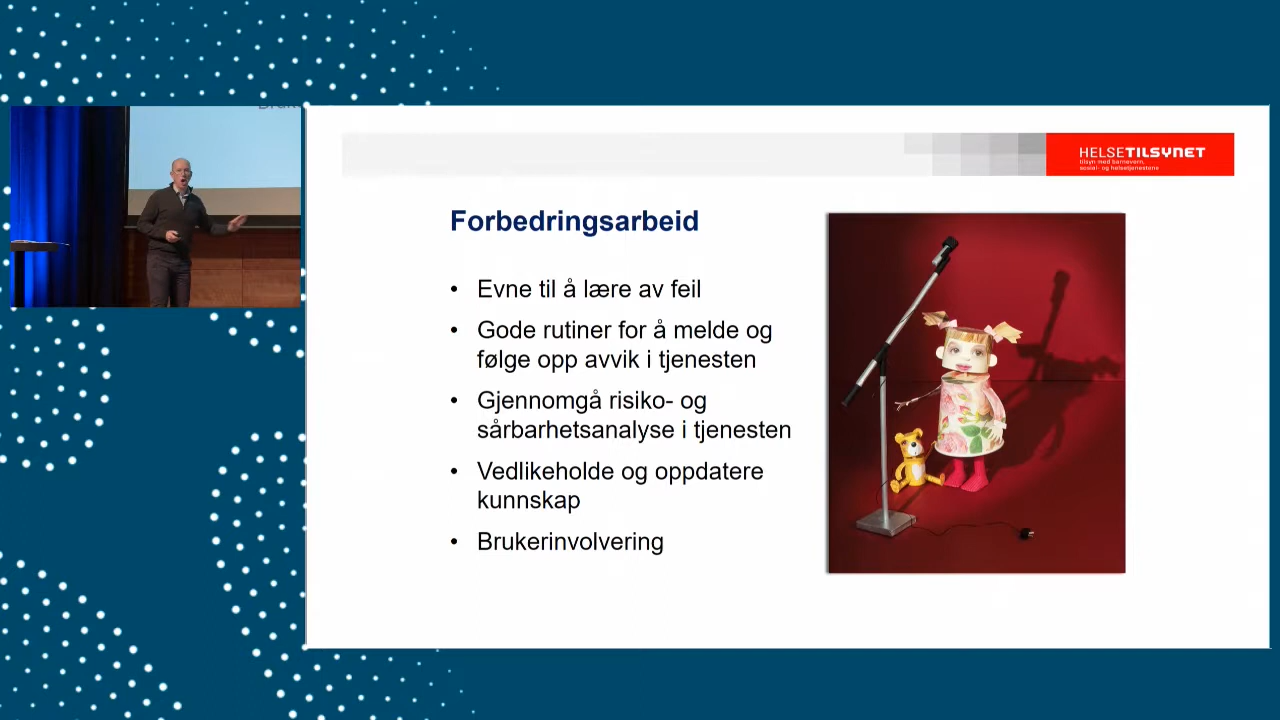 HELSETILSYNET
tilsyn med barnevern,
sosial- og helsetjenestene
Forbedringsarbeid
• Evne til å lære av feil
• Gode rutiner for å melde og
følge opp avvik i tjenesten
• Gjennomgå risiko- og
sårbarhetsanalyse i tjenesten
• Vedlikeholde og oppdatere
kunnskap
• Brukerinvolvering